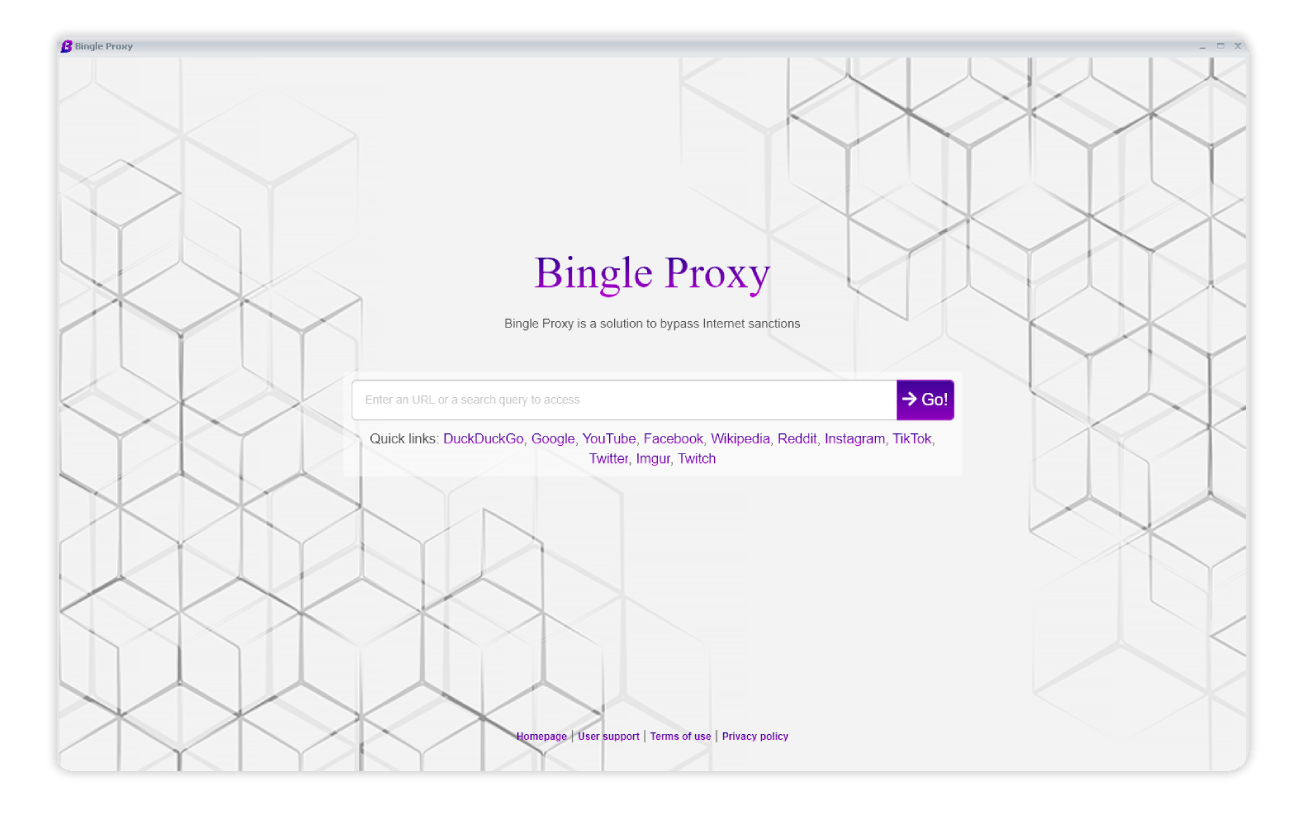 Bingle Proxy
Bingle Proxy
Bingle Proxy is a solution to bypass Internet sanctions
Enter an URL or a search query to access
Go!
Quick links: DuckDuckGo, Google, YouTube, Facebook, Wikipedia, Reddit, Instagram, TikTok,
Twitter, Imgur, Twitch
Homepage | User support | Terms of use | Privacy policy